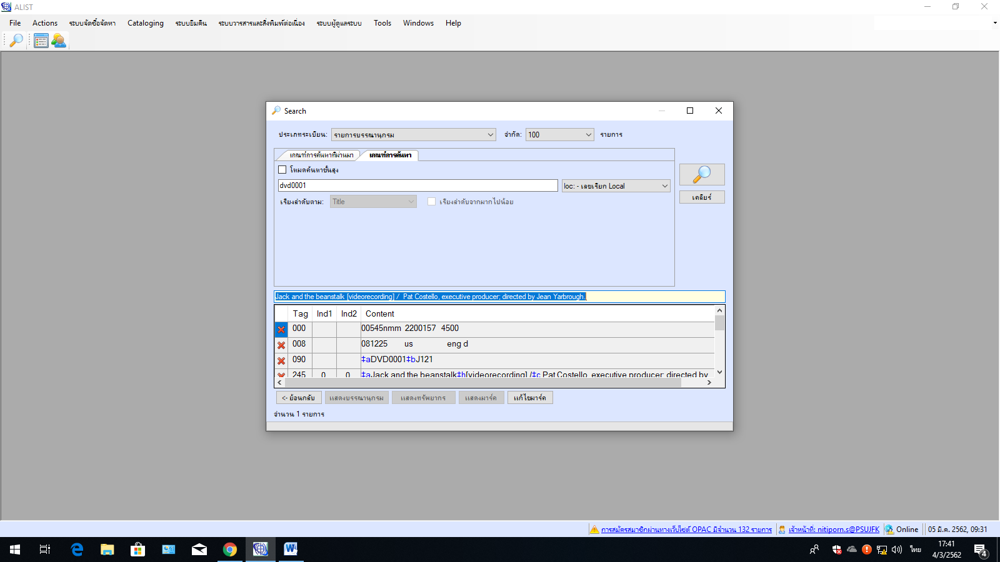 ALIST
File Actions ระบบจัดซื้อจัดหา Cataloging ระบบยืมคืน ระบบวารสารและสิ่งพิมพ์ต่อเนื่อง ระบบผู้ดูแลระบบ Tools Windows Help
Search
ประเภทระเบียน: รายการบรรณานุกรม จำกัด: 100 รายการ
เกณฑ์การค้นหาที่ผ่านมา เกณฑ์การค้นหา
โหมดค้นหาขั้นสูง
dvd0001 loc: - เลขเรียก Local
เคลียร์
เรียงลำดับตาม: Title เรียงลำดับจากมากไปน้อย
Jack and the beanstalk [videorecording] / Pat Costello, executive producer; directed by Jean Yarbrough.
Tag Ind1 Ind2 Content
000 00545nmm 2200157 4500
008 081225 us eng d
090 ‡aDVD0001‡bJ121
245 0 0 ‡aJack and the beanstalk‡h[videorecording] /‡c Pat Costello, executive producer; directed by
<- ย้อนกลับ แสดงบรรณานุกรม แสดงทรัพยากร แสดงมาร์ค แก้ไขมาร์ค
จำนวน 1 รายการ
การสมัครสมาชิกผ่านทางเว็บไซต์ OPAC มีจำนวน 132 รายการ เจ้าหน้าที่: nitiporn.s@PSUJFK Online 05 มี.ค. 2562, 09:31
ไทย 17:41
4/3/2562
4